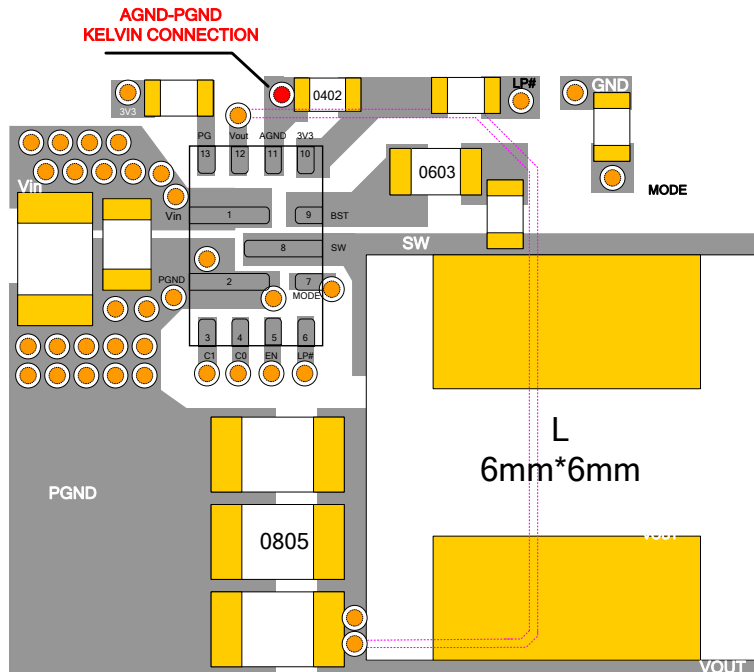 AGND-PGND
KELVIN CONNECTION
3V3
0402
LP#
GND
PG
Vout
AGND
3V3
13
12
11
10
0603
MODE
Vin
Vin
1
9
BST
8
SW
SW
PGND
2
7
MODE
3
4
5
6
C1
C0
EN
LP#
L
6mm*6mm
PGND
0805
VOUT
VOUT